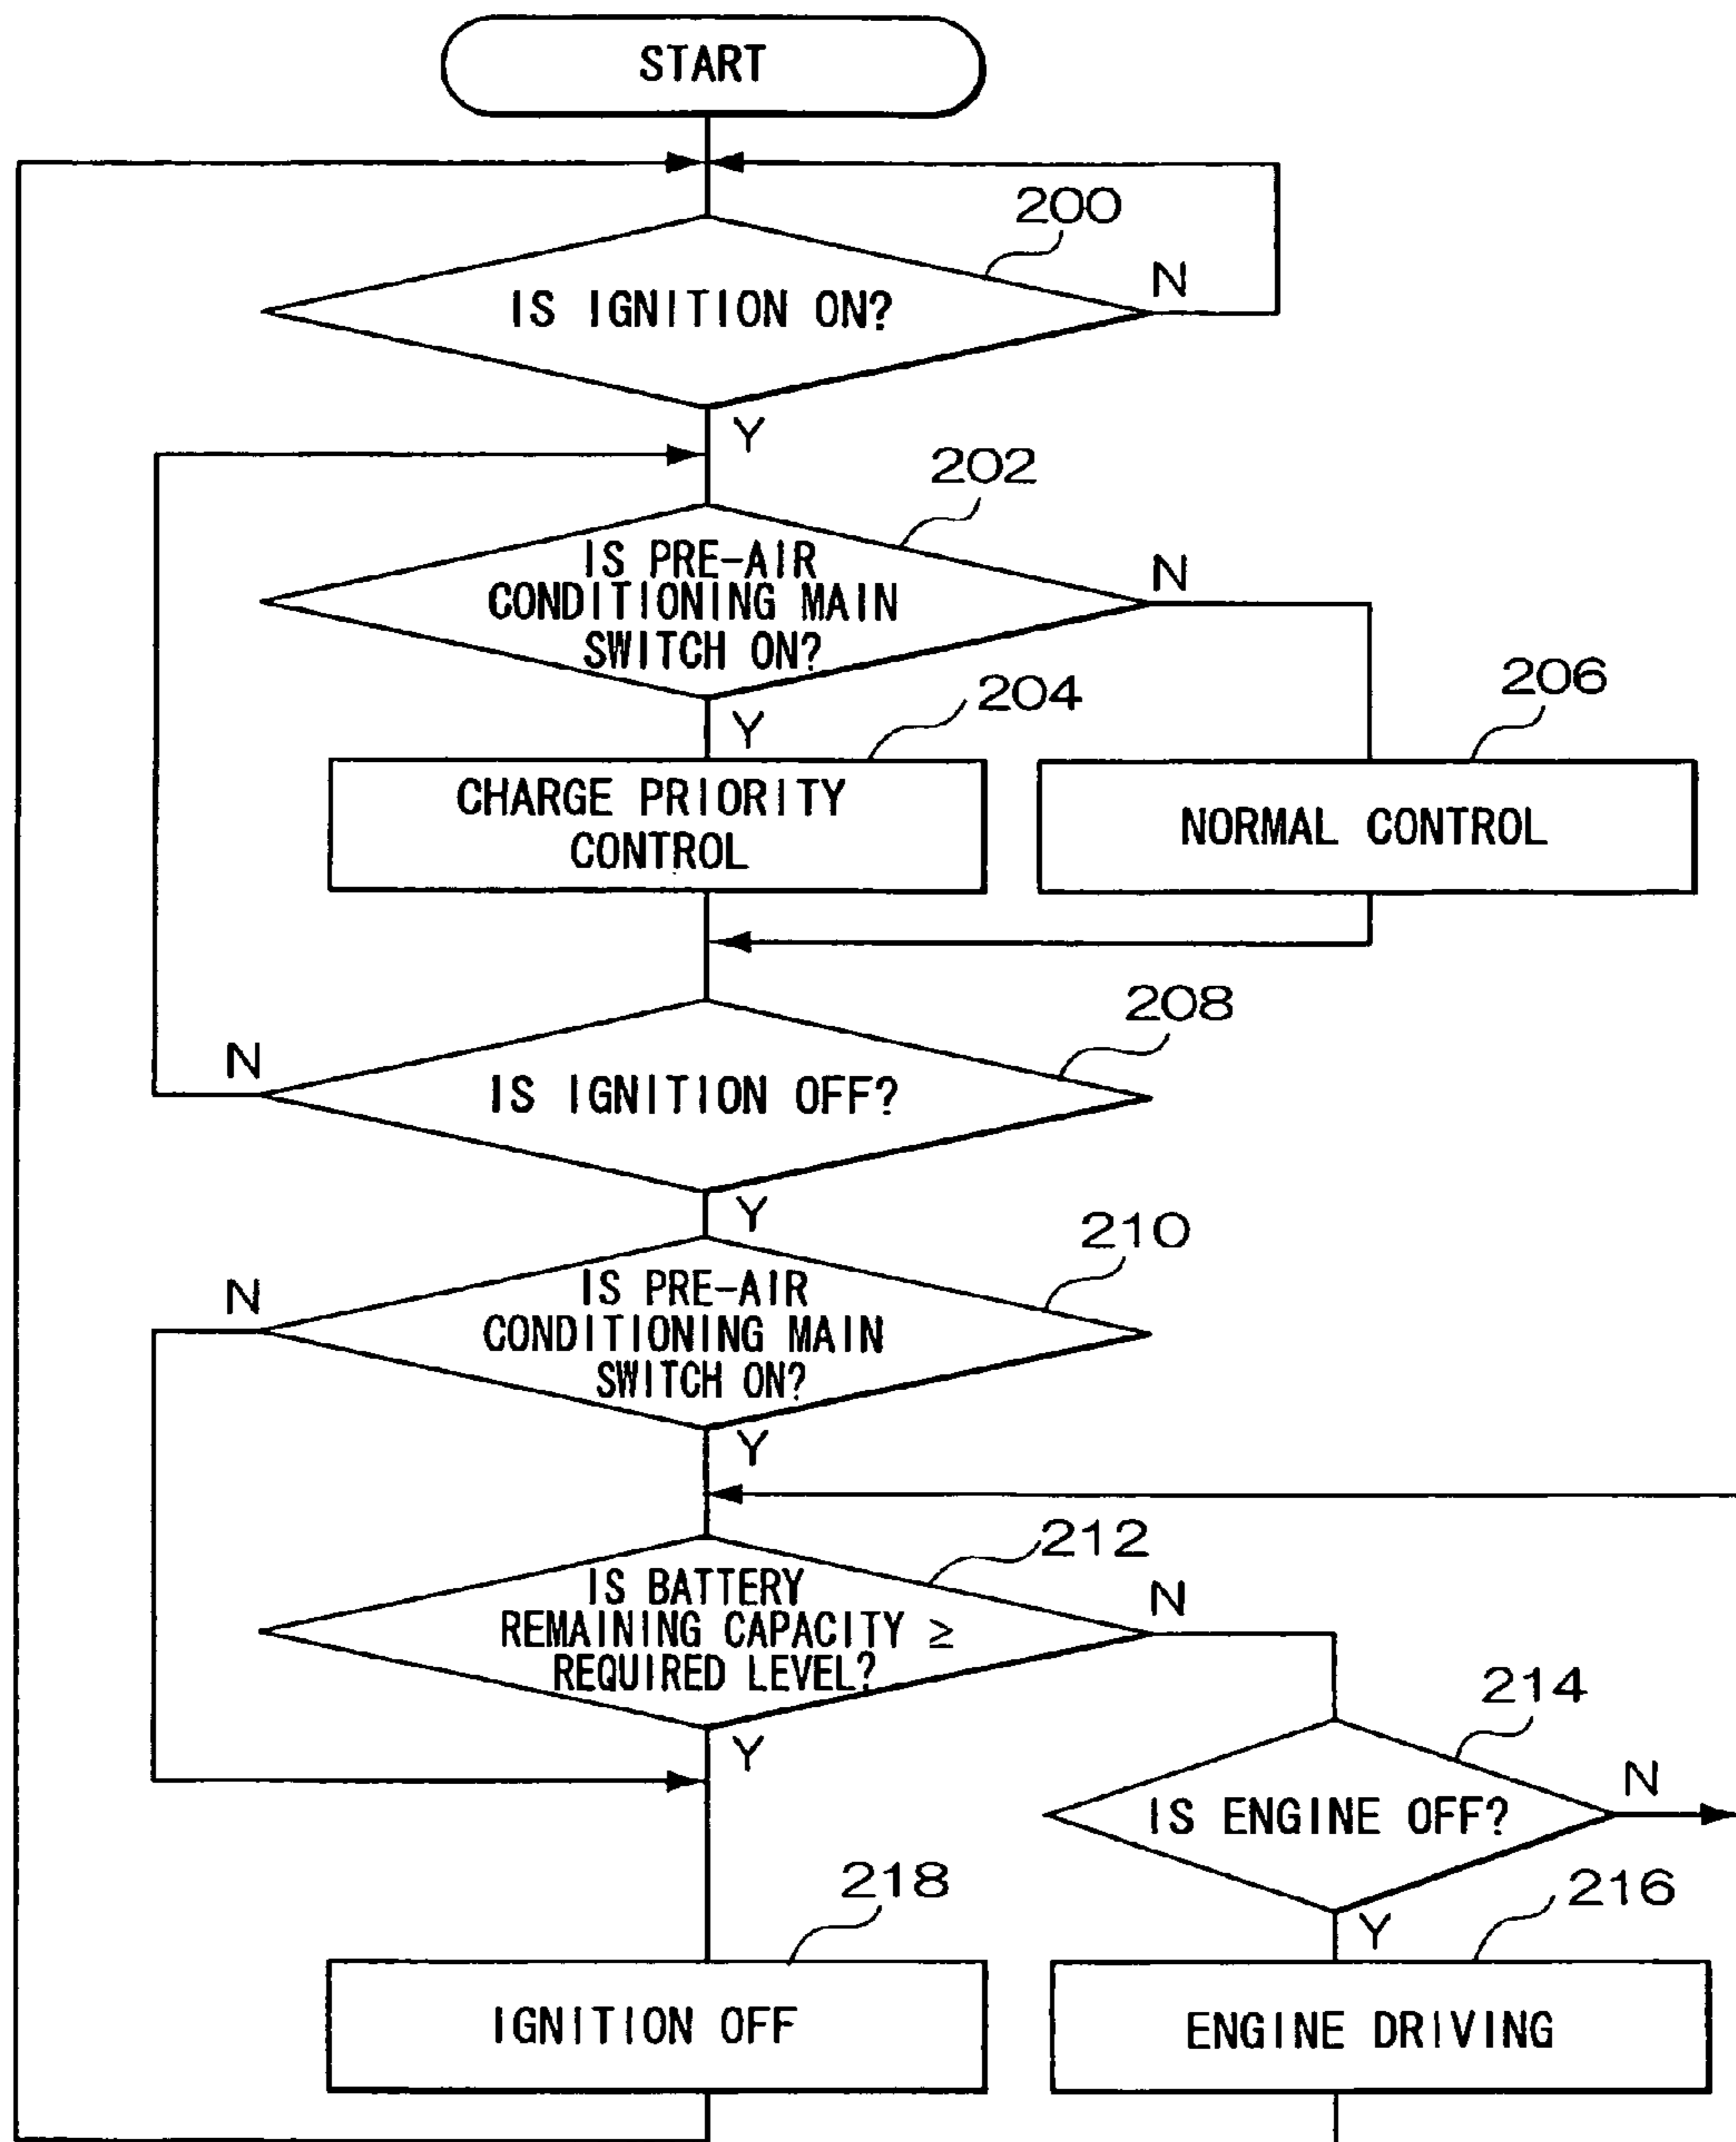 START
200
IS IGNITION ON?
N
Y
202
IS PRE-AIR
CONDITIONING MAIN
SWITCH ON?
N
Y
204
206
CHARGE PRIORITY
CONTROL
NORMAL CONTROL
208
N
IS IGNITION OFF?
Y
210
N
IS PRE-AIR
CONDITIONING MAIN
SWITCH ON?
Y
212
IS BATTERY
REMAINING CAPACITY ≥
REQUIRED LEVEL?
N
Y
214
IS ENGINE OFF?
N
Y
218
216
IGNITION OFF
ENGINE DRIVING